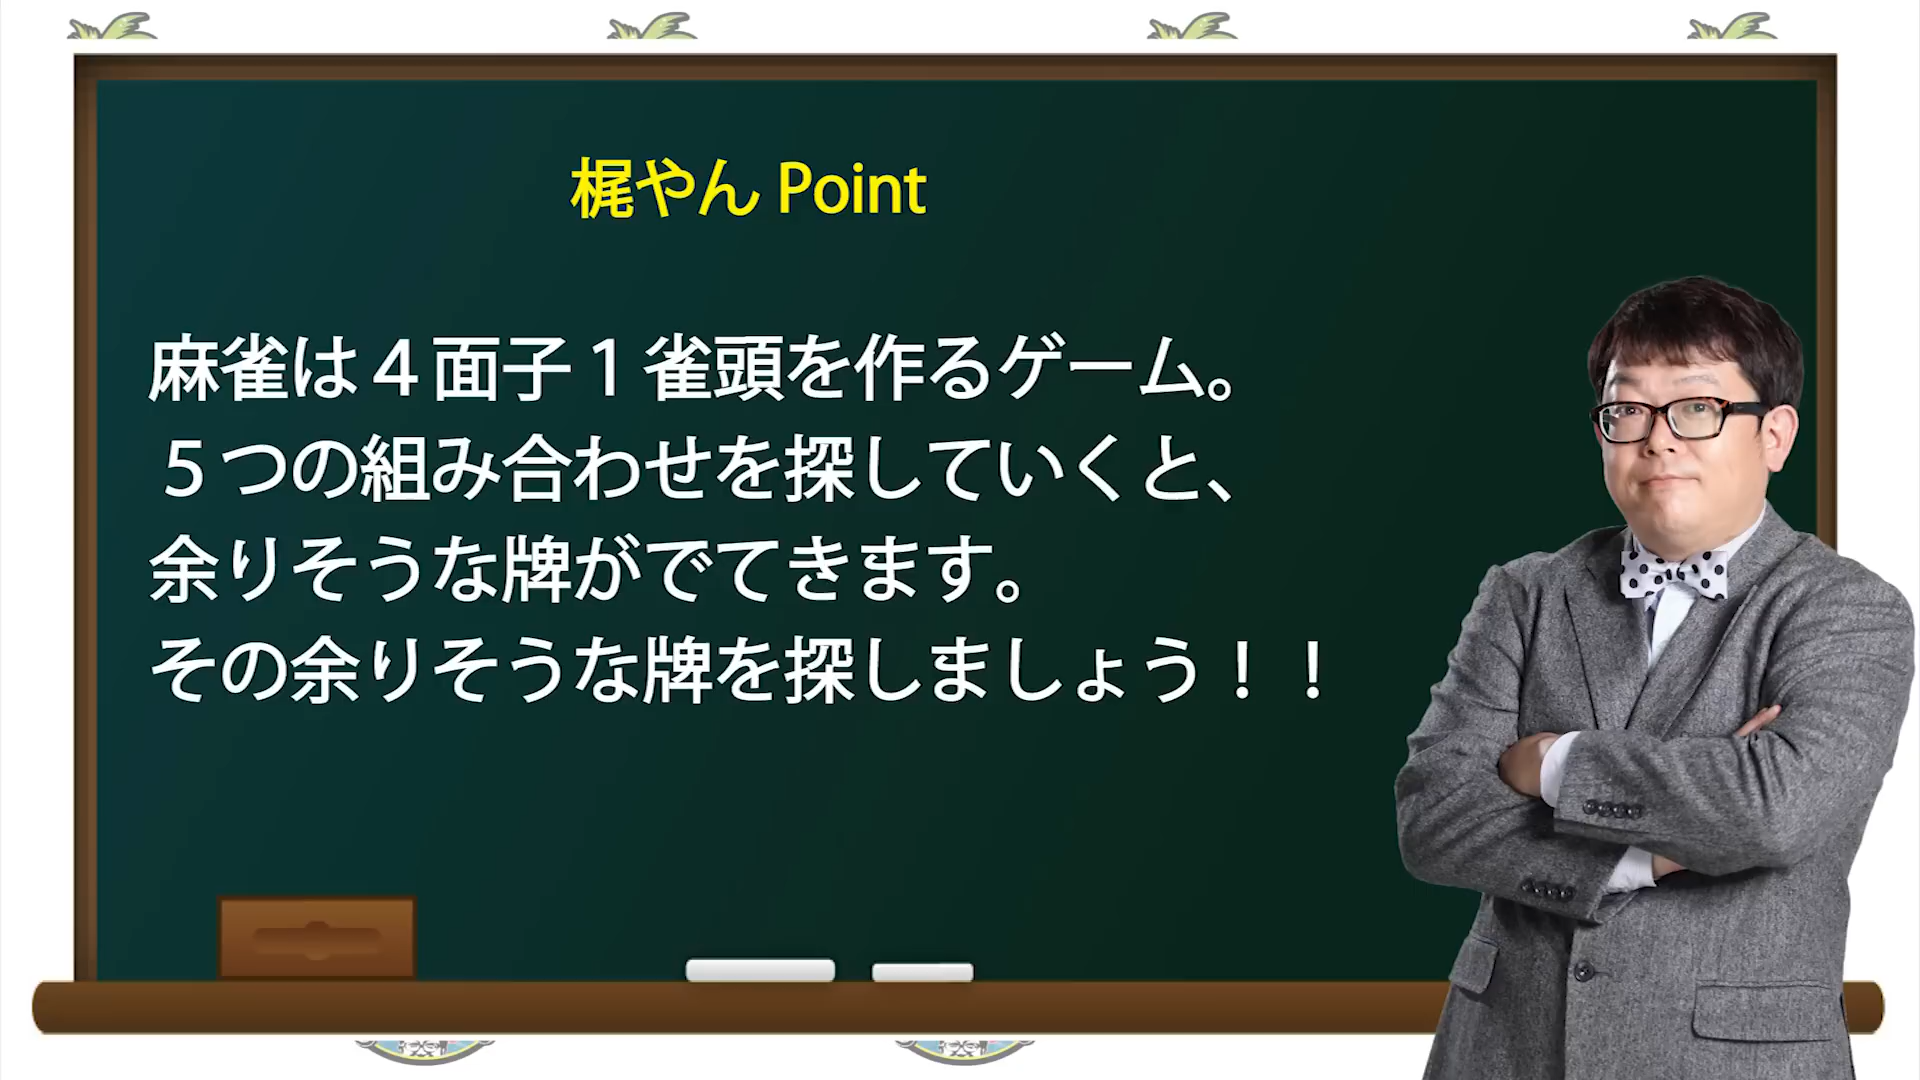 梶やん Point
麻雀は４面子１雀頭を作るゲーム。
５つの組み合わせを探していくと、
余りそうな牌がでてきます。
その余りそうな牌を探しましょう！！